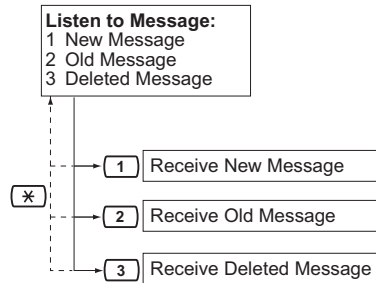 Listen to Message:
1 New Message
2 Old Message
3 Deleted Message
1 Receive New Message
* 
2 Receive Old Message
3 Receive Deleted Message